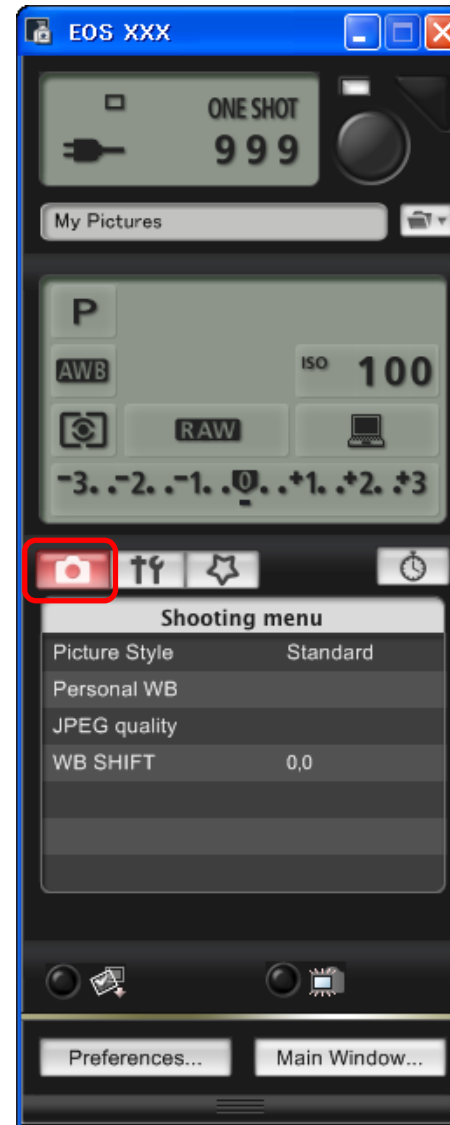 EOS XXX
ONE SHOT
999
My Pictures
P
AWB
ISO 100
RAW
-3. .-2. .-1. .0. .+1. .+2. .+3
Shooting menu
Picture Style Standard
Personal WB
JPEG quality
WB SHIFT 0,0
Preferences... Main Window...